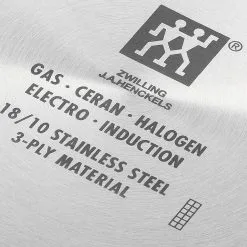 ZWILLING
J.A.HENCKELS
GAS · CERAN · HALOGEN
ELECTRO · INDUCTION
18/10 STAINLESS STEEL
3-PLY MATERIAL